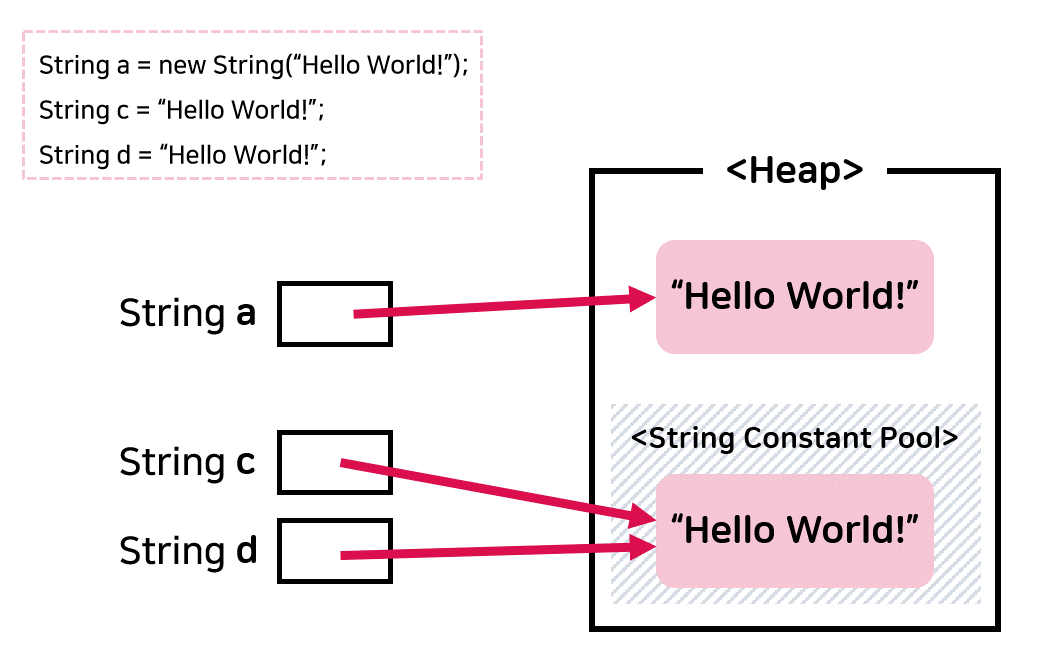 String a = new String(“Hello World!”);
String c = “Hello World!”;
String d = “Hello World!”;
<Heap>
String a
“Hello World!”
<String Constant Pool>
String c
“Hello World!”
String d